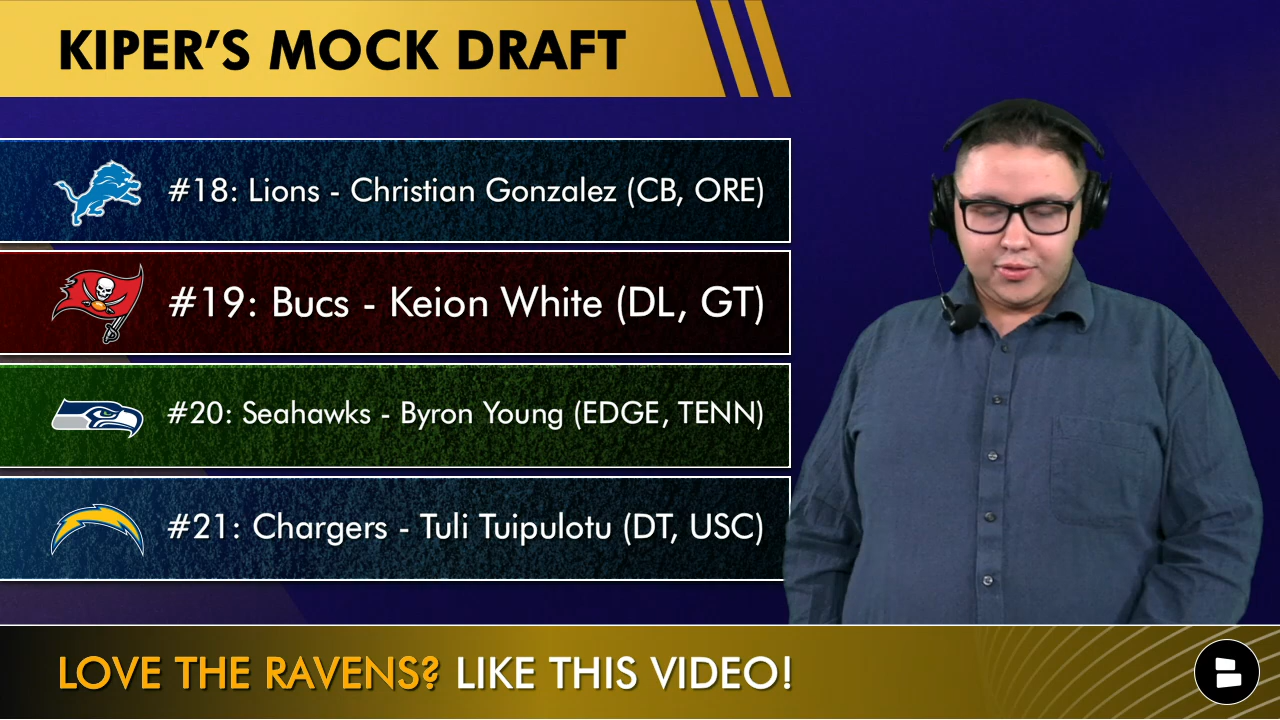 KIPER’S MOCK DRAFT
#18: Lions - Christian Gonzalez (CB, ORE)
#19: Bucs - Keion White (DL, GT)
#20: Seahawks - Byron Young (EDGE, TENN)
#21: Chargers - Tuli Tuipulotu (DT, USC)
LOVE THE RAVENS? LIKE THIS VIDEO!